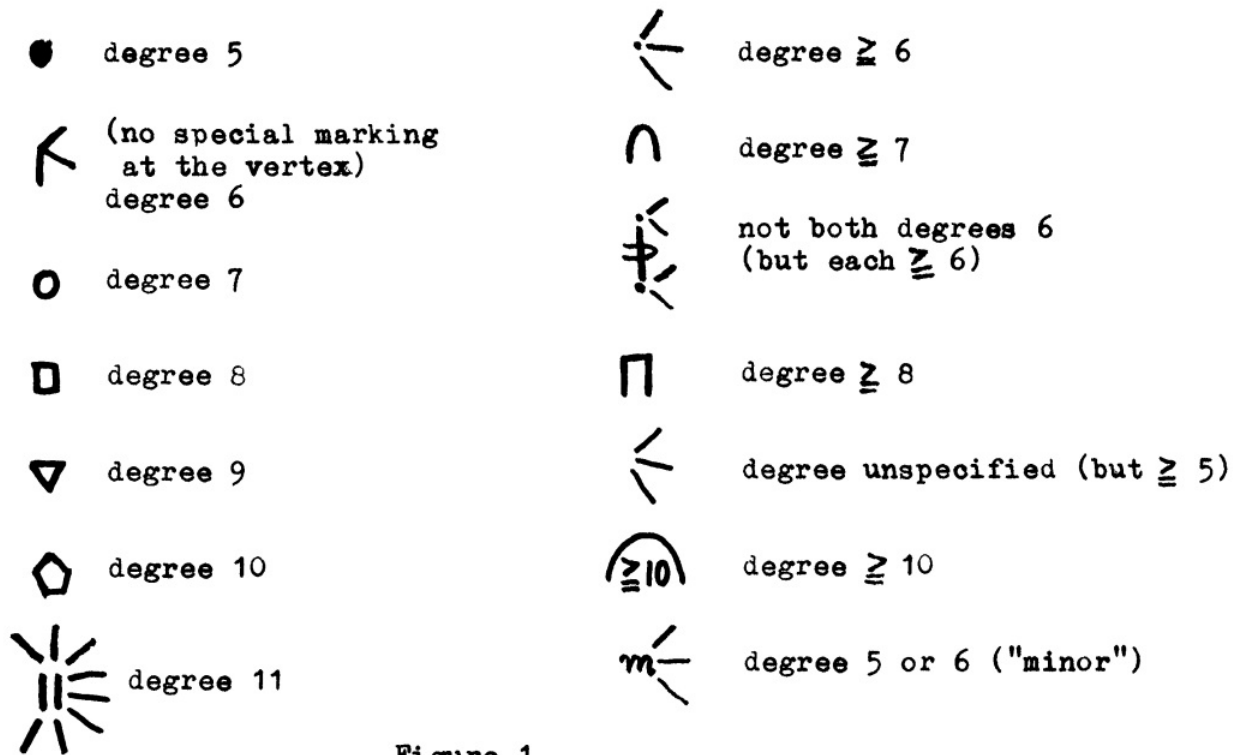 degree 5
(no special marking
at the vertex)
degree 6
degree 7
degree 8
degree 9
degree 10
11 degree 11
degree ≧ 6
degree ≧ 7
not both degrees 6
(but each ≧ 6)
degree ≧ 8
degree unspecified (but ≧ 5)
≧10 degree ≧ 10
m degree 5 or 6 ("minor")
Figure 1